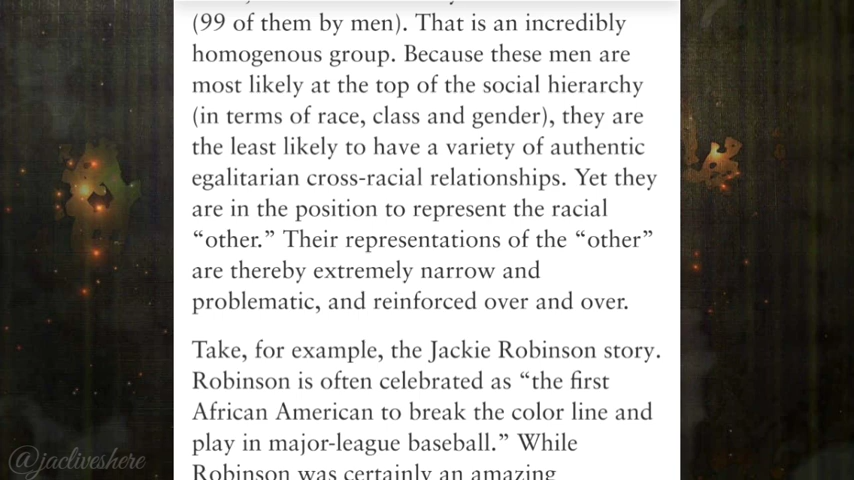 (99 of them by men). That is an incredibly
homogenous group. Because these men are
most likely at the top of the social hierarchy
(in terms of race, class and gender), they are
the least likely to have a variety of authentic
egalitarian cross-racial relationships. Yet they
are in the position to represent the racial
“other.” Their representations of the “other”
are thereby extremely narrow and
problematic, and reinforced over and over.
Take, for example, the Jackie Robinson story.
Robinson is often celebrated as “the first
African American to break the color line and
play in major-league baseball.” While
Robinson was certainly an amazing
@jacliveshere